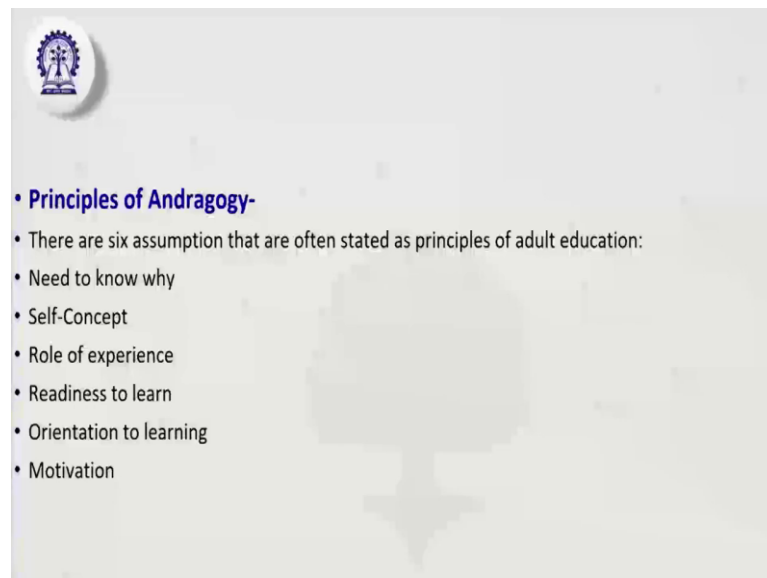 • Principles of Andragogy-
• There are six assumption that are often stated as principles of adult education:
• Need to know why
• Self-Concept
• Role of experience
• Readiness to learn
• Orientation to learning
• Motivation